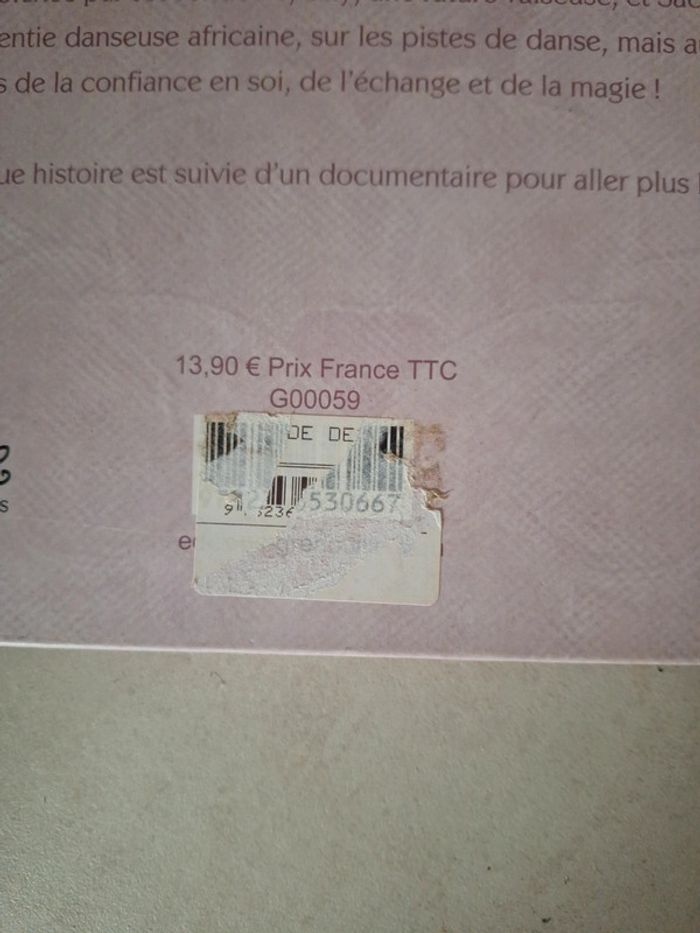 entie danseuse africaine, sur les pistes de danse, mais a
s de la confiance en soi, de l'échange et de la magie !
ue histoire est suivie d'un documentaire pour aller plus l
13,90 € Prix France TTC
G00059
DE DE
530667
s